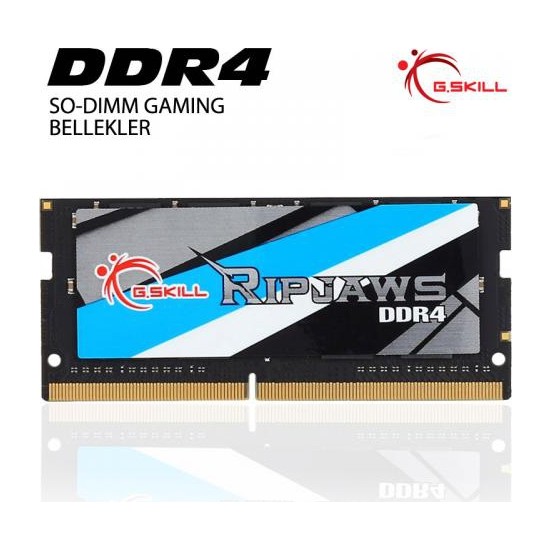 DDR4
SO-DIMM GAMING
BELLEKLER
G.SKILL
G.SKILL
RIPJAWS
DDR4